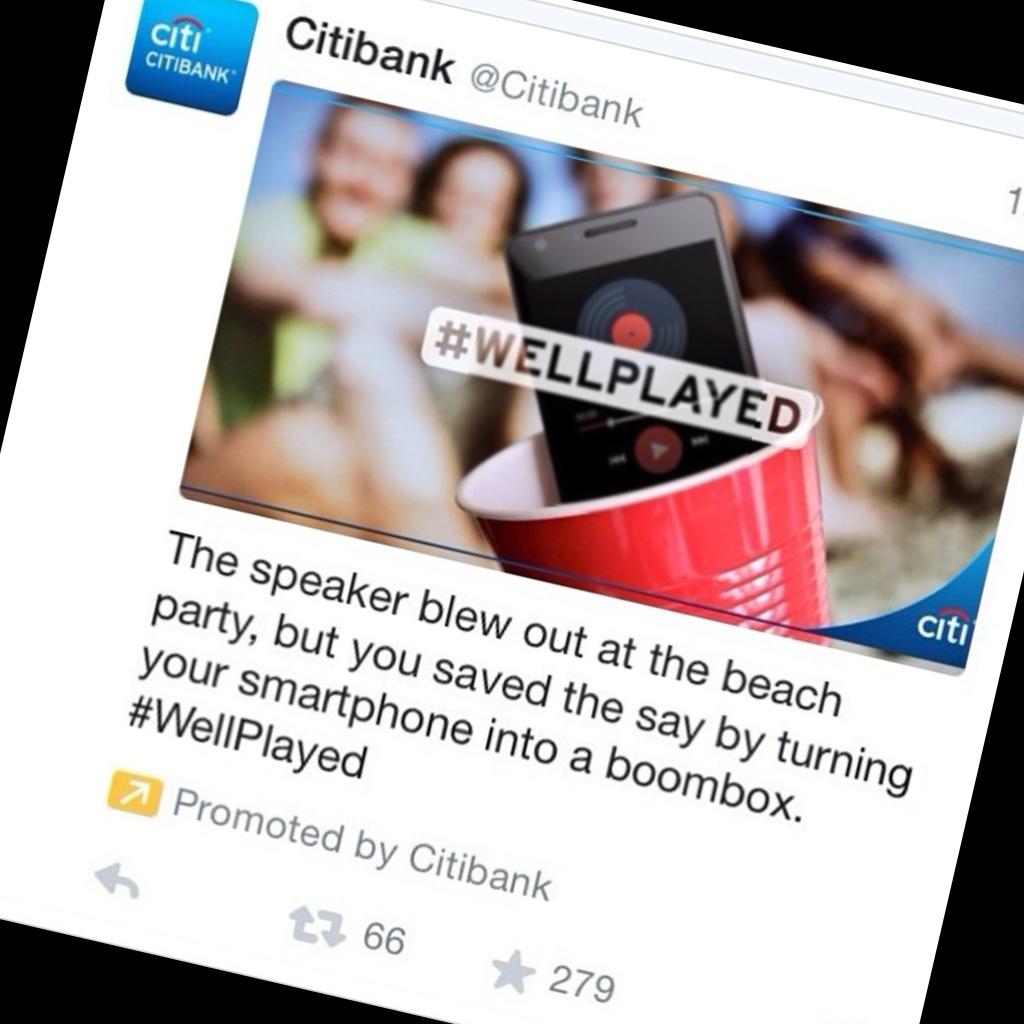 citi
CITIBANK
Citibank @Citibank
#WELLPLAYED
citi
The speaker blew out at the beach
party, but you saved the say by turning
your smartphone into a boombox.
#WellPlayed
Promoted by Citibank
66 279